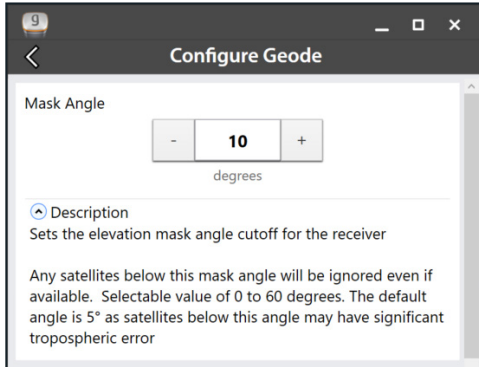 g
Configure Geode
Mask Angle
- 10 +
degrees
Description
Sets the elevation mask angle cutoff for the receiver
Any satellites below this mask angle will be ignored even if
available. Selectable value of 0 to 60 degrees. The default
angle is 5° as satellites below this angle may have significant
tropospheric error